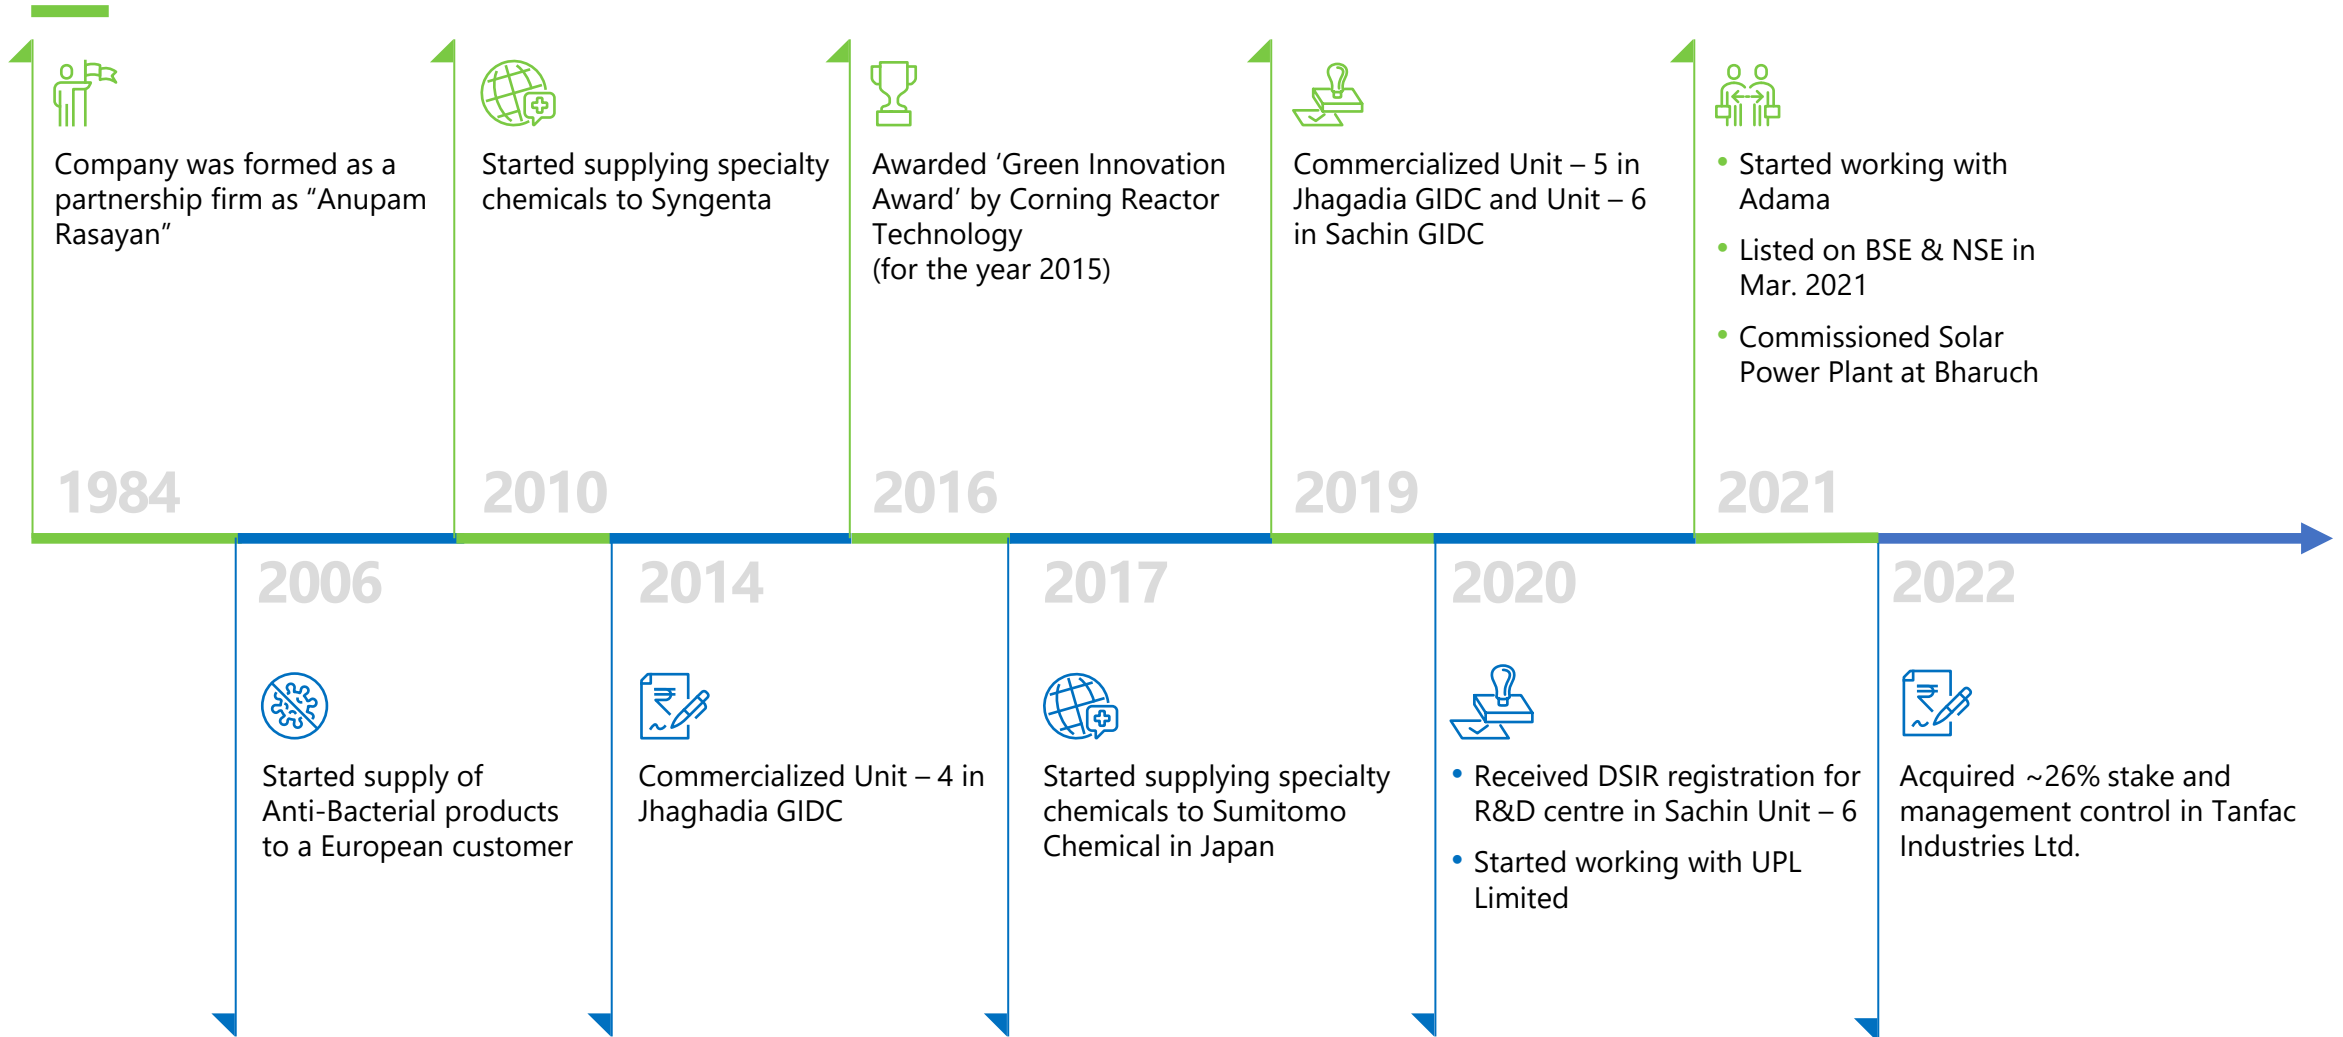 Company was formed as a
partnership firm as “Anupam
Rasayan”
1984
Started supply of
Anti-Bacterial products
to a European customer
2006
Started supplying specialty
chemicals to Syngenta
2010
Commercialized Unit – 4 in
Jhaghadia GIDC
2014
Awarded ‘Green Innovation
Award’ by Corning Reactor
Technology
(for the year 2015)
2016
2017
Started supplying specialty
chemicals to Sumitomo
Chemical in Japan
Commercialized Unit – 5 in
Jhagadia GIDC and Unit – 6
in Sachin GIDC
2019
2020
• Received DSIR registration for
R&D centre in Sachin Unit – 6
• Started working with UPL
Limited
• Started working with
Adama
• Listed on BSE & NSE in
Mar. 2021
• Commissioned Solar
Power Plant at Bharuch
2021
2022
Acquired ~26% stake and
management control in Tanfac
Industries Ltd.